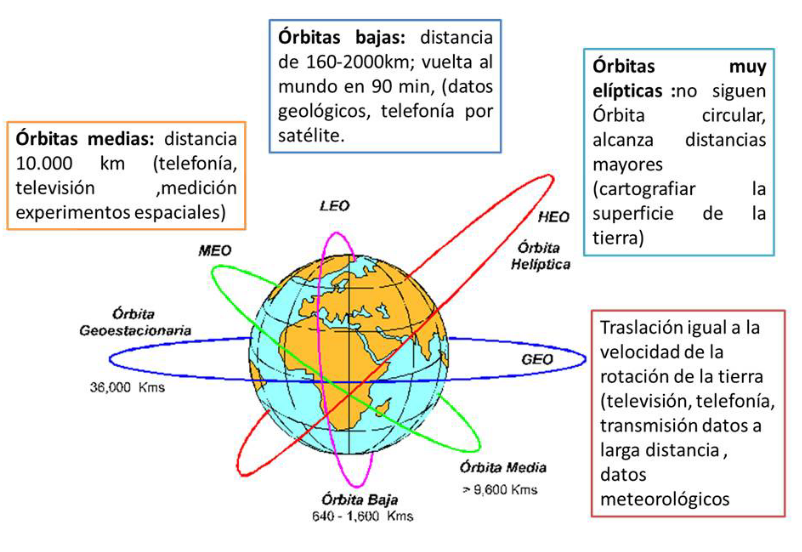 Órbitas bajas: distancia
de 160-2000km; vuelta al
mundo en 90 min, (datos
geológicos, telefonía por
satélite.
Órbitas muy
elípticas :no siguen
Órbita circular,
alcanza distancias
mayores
(cartografiar la
superficie de la
tierra)
Órbitas medias: distancia
10.000 km (telefonía,
televisión ,medición
experimentos espaciales)
LEO
HEO
Órbita
Helíptica
MEO
Órbita
Geoestacionaria
GEO
36,000 Kms
Traslación igual a la
velocidad de la
rotación de la tierra
(televisión, telefonía,
transmisión datos a
larga distancia ,
datos
meteorológicos
Órbita Media
> 9,600 Kms
Órbita Baja
640 - 1,600 Kms